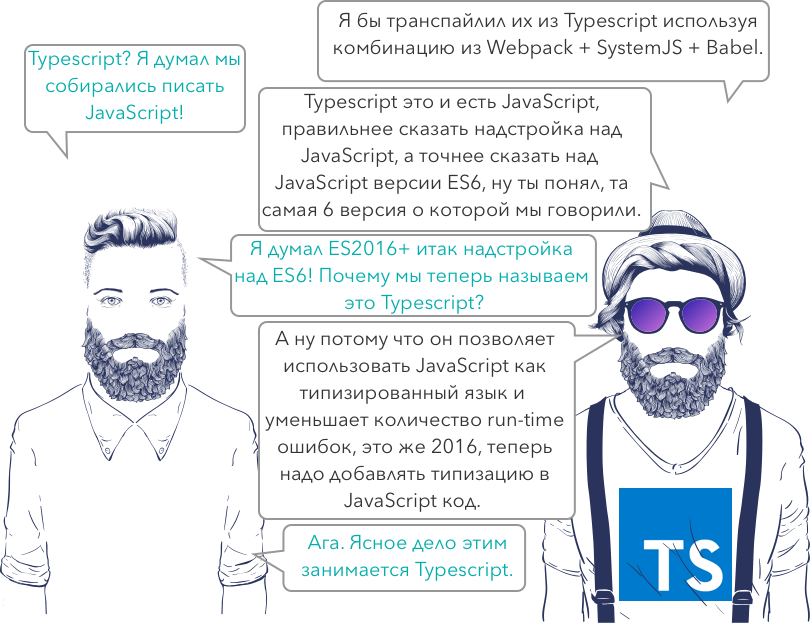 Я бы транспайлил их из Typescript используя
комбинацию из Webpack + SystemJS + Babel.
Typescript? Я думал мы
собирались писать
JavaScript!
Typescript это и есть JavaScript,
правильнее сказать надстройка над
JavaScript, а точнее сказать над
JavaScript версии ES6, ну ты понял, та
самая 6 версия о которой мы говорили.
Я думал ES2016+ итак надстройка
над ES6! Почему мы теперь называем
это Typescript?
А ну потому что он позволяет
использовать JavaScript как
типизированный язык и
уменьшает количество run-time
ошибок, это же 2016, теперь
надо добавлять типизацию в
JavaScript код.
Ага. Ясное дело этим
занимается Typescript.
TS